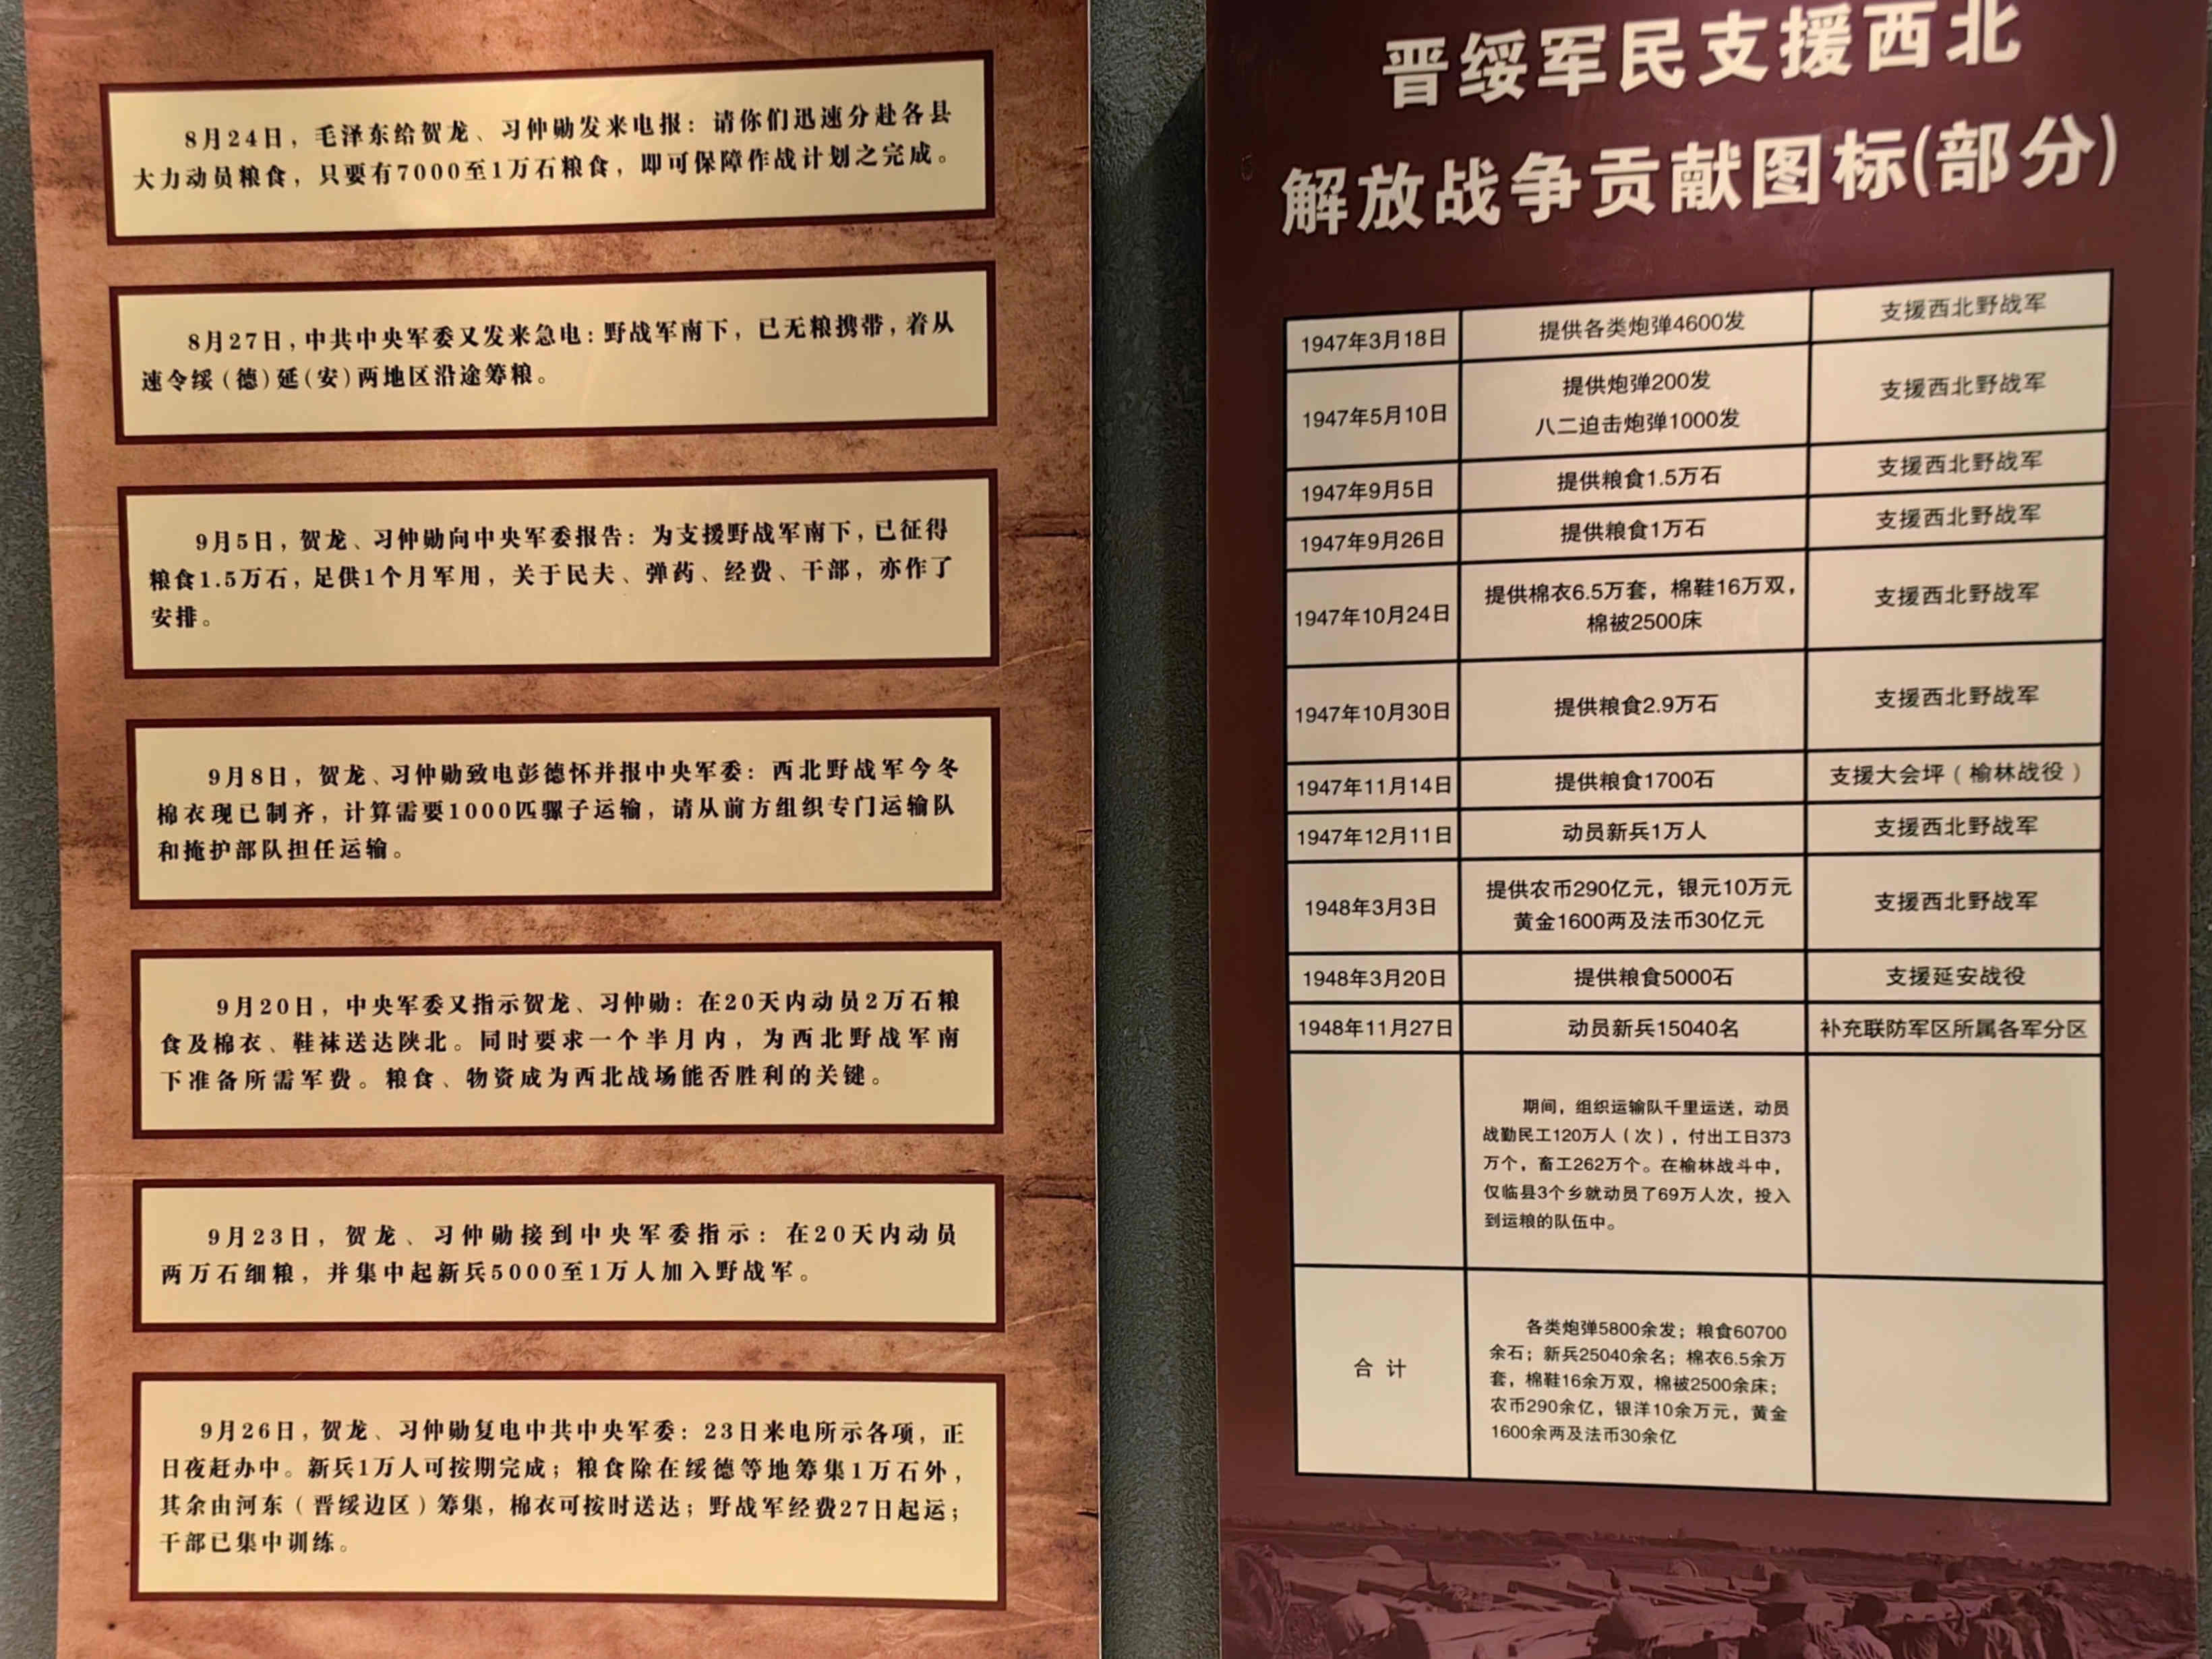 8月24日，毛泽东给贺龙、习仲勋发来电报：请你们迅速分赴各县
大力动员粮食，只要有7000至1万石粮食，即可保障作战计划之完成。
8月27日，中共中央军委又发来急电：野战军南下，已无粮携带，着从
速令绥（德）延（安）两地区沿途筹粮。
9月5日，贺龙、习仲勋向中央军委报告：为支援野战军南下，已征得
粮食1.5万石，足供1个月军用，关于民夫、弹药、经费、干部，亦作了
安排。
9月8日，贺龙、习仲勋致电彭德怀并报中央军委：西北野战军今冬
棉衣现已制齐，计算需要1000匹骡子运输，请从前方组织专门运输队
和掩护部队担任运输。
9月20日，中央军委又指示贺龙、习仲勋：在20天内动员2万石粮
食及棉衣、鞋袜送达陕北。同时要求一个半月内，为西北野战军南
下准备所需军费。粮食、物资成为西北战场能否胜利的关键。
9月23日，贺龙、习仲勋接到中央军委指示：在20天内动员
两万石细粮，并集中起新兵5000至1万人加入野战军。
9月26日，贺龙、习仲勋复电中共中央军委：23日来电所示各项，正
日夜赶办中。新兵1万人可按期完成；粮食除在绥德等地筹集1万石外，
其余由河东（晋绥边区）筹集，棉衣可按时送达；野战军经费27日起运；
干部已集中训练。
晋绥军民支援西北
解放战争贡献图标(部分)
1947年3月18日 提供各类炮弹4600发 支援西北野战军
1947年5月10日 提供炮弹200发 支援西北野战军
八二迫击炮弹1000发
1947年9月5日 提供粮食1.5万石 支援西北野战军
1947年9月26日 提供粮食1万石 支援西北野战军
1947年10月24日 提供棉衣6.5万套，棉鞋16万双， 支援西北野战军
棉被2500床
1947年10月30日 提供粮食2.9万石 支援西北野战军
1947年11月14日 提供粮食1700石 支援大会坪（榆林战役）
1947年12月11日 动员新兵1万人 支援西北野战军
1948年3月3日 提供农币290亿元，银元10万元 支援西北野战军
黄金1600两及法币30亿元
1948年3月20日 提供粮食5000石 支援延安战役
1948年11月27日 动员新兵15040名 补充联防军区所属各军分区
期间，组织运输队千里运送，动员
战勤民工120万人（次），付出工日373
万个，畜工262万个。在榆林战斗中，
仅临县3个乡就动员了69万人次，投入
到运粮的队伍中。
合计 各类炮弹5800余发；粮食60700
余石；新兵25040余名；棉衣6.5余万
套，棉鞋16余万双，棉被2500余床；
农币290余亿，银洋10余万元，黄金
1600余两及法币30余亿